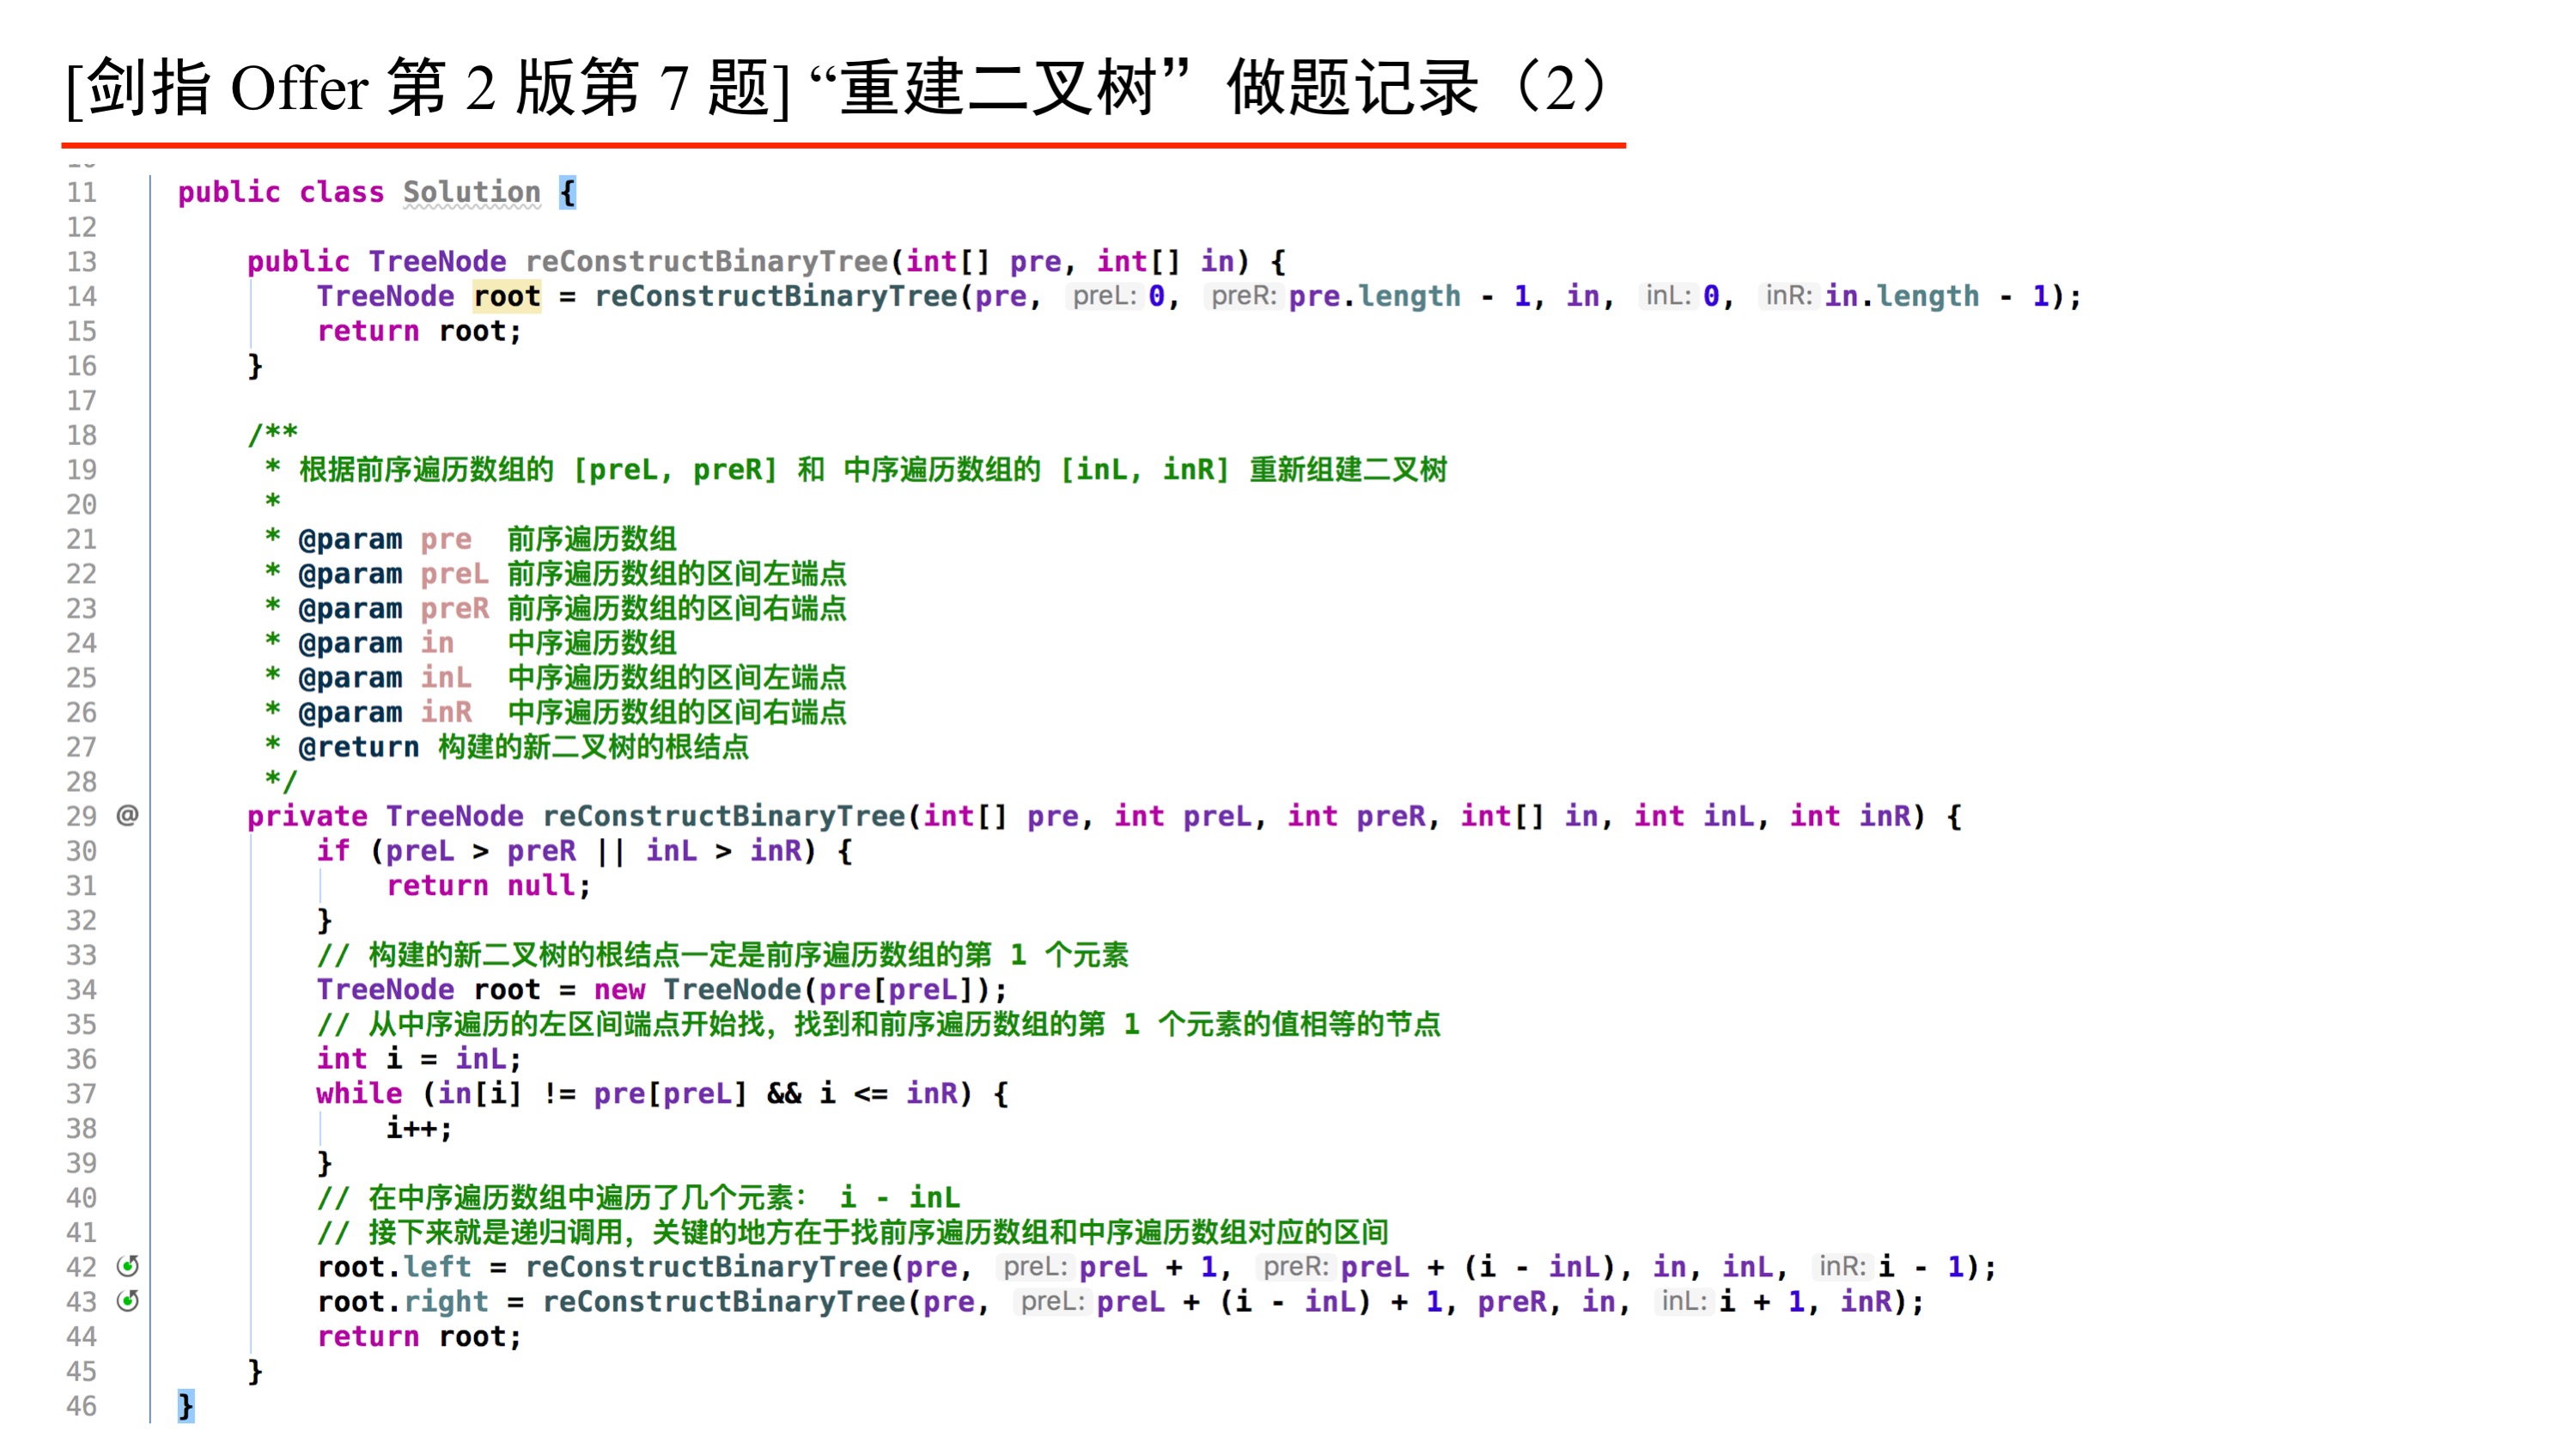 [剑指 Offer 第 2 版第 7 题] “重建二叉树” 做题记录（2）
11 public class Solution {
12
13 public TreeNode reConstructBinaryTree(int[] pre, int[] in) {
14 TreeNode root = reConstructBinaryTree(pre, preL: 0, preR: pre.length - 1, in, inL: 0, inR: in.length - 1);
15 return root;
16 }
17
18 /**
19 * 根据前序遍历数组的 [preL, preR] 和 中序遍历数组的 [inL, inR] 重新组建二叉树
20 *
21 * @param pre 前序遍历数组
22 * @param preL 前序遍历数组的区间左端点
23 * @param preR 前序遍历数组的区间右端点
24 * @param in 中序遍历数组
25 * @param inL 中序遍历数组的区间左端点
26 * @param inR 中序遍历数组的区间右端点
27 * @return 构建的新二叉树的根结点
28 */
29 @ private TreeNode reConstructBinaryTree(int[] pre, int preL, int preR, int[] in, int inL, int inR) {
30 if (preL > preR || inL > inR) {
31 return null;
32 }
33 // 构建的新二叉树的根结点一定是前序遍历数组的第 1 个元素
34 TreeNode root = new TreeNode(pre[preL]);
35 // 从中序遍历的左区间端点开始找，找到和前序遍历数组的第 1 个元素的值相等的节点
36 int i = inL;
37 while (in[i] != pre[preL] && i <= inR) {
38 i++;
39 }
40 // 在中序遍历数组中遍历了几个元素： i - inL
41 // 接下来就是递归调用，关键的地方在于找前序遍历数组和中序遍历数组对应的区间
42 root.left = reConstructBinaryTree(pre, preL: preL + 1, preR: preL + (i - inL), in, inL, inR: i - 1);
43 root.right = reConstructBinaryTree(pre, preL: preL + (i - inL) + 1, preR, in, inL: i + 1, inR);
44 return root;
45 }
46 }